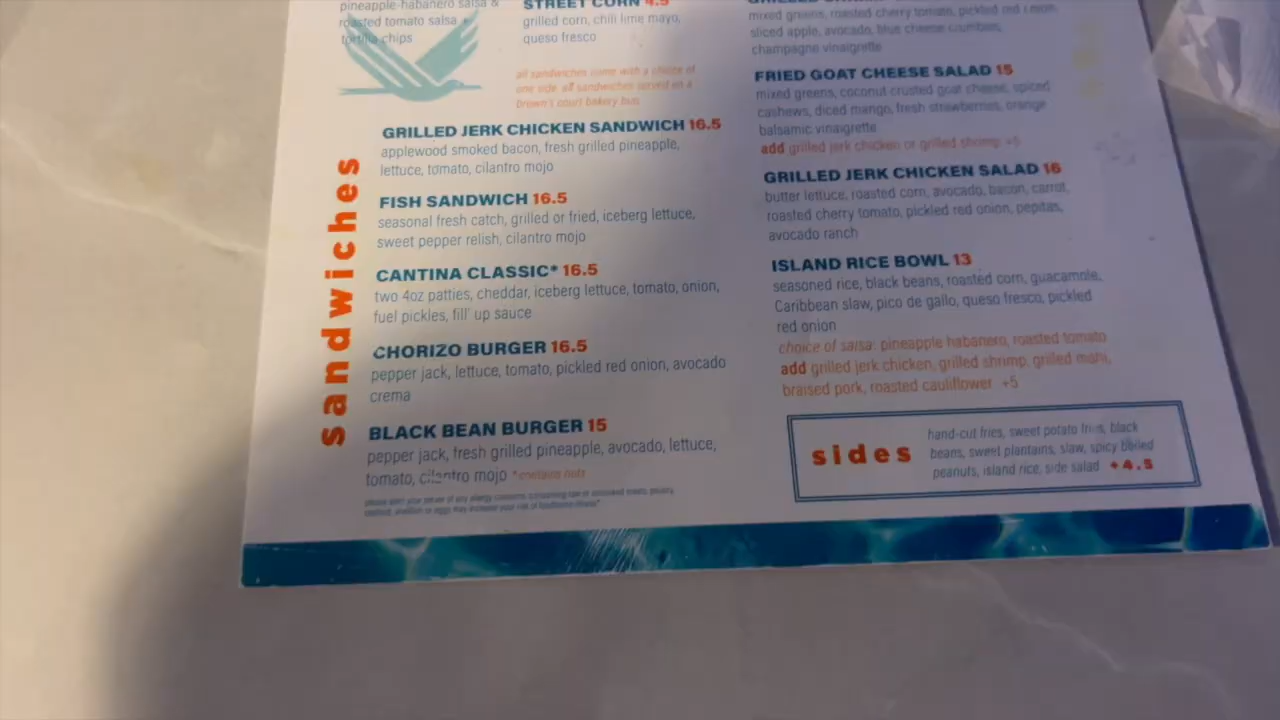 pineapple-habanero salsa &
roasted tomato salsa
tortilla chips
STREET CORN 4.5
grilled corn, chili lime mayo,
queso fresco
all sandwiches come with a choice of
one side. all sandwiches served on a
brown's court bakery bun.
sandwiches
GRILLED JERK CHICKEN SANDWICH 16.5
applewood smoked bacon, fresh grilled pineapple,
lettuce, tomato, cilantro mojo
FISH SANDWICH 16.5
seasonal fresh catch, grilled or fried, iceberg lettuce,
sweet pepper relish, cilantro mojo
CANTINA CLASSIC* 16.5
two 4oz patties, cheddar, iceberg lettuce, tomato, onion,
fuel pickles, fill' up sauce
CHORIZO BURGER 16.5
pepper jack, lettuce, tomato, pickled red onion, avocado
crema
BLACK BEAN BURGER 15
pepper jack, fresh grilled pineapple, avocado, lettuce,
tomato, cilantro mojo *contains nuts
mixed greens, roasted cherry tomato, pickled red onion,
sliced apple, avocado, blue cheese crumbles,
champagne vinaigrette
FRIED GOAT CHEESE SALAD 15
mixed greens, coconut crusted goat cheese, spiced
cashews, diced mango, fresh strawberries, orange
balsamic vinaigrette
add grilled jerk chicken or grilled shrimp +5
GRILLED JERK CHICKEN SALAD 16
butter lettuce, roasted corn, avocado, bacon, carrot,
roasted cherry tomato, pickled red onion, pepitas,
avocado ranch
ISLAND RICE BOWL 13
seasoned rice, black beans, roasted corn, guacamole,
Caribbean slaw, pico de gallo, queso fresco, pickled
red onion
choice of salsa: pineapple habanero, roasted tomato
add grilled jerk chicken, grilled shrimp, grilled mahi,
braised pork, roasted cauliflower +5
sides
hand-cut fries, sweet potato fries, black
beans, sweet plantains, slaw, spicy boiled
peanuts, island rice, side salad +4.5